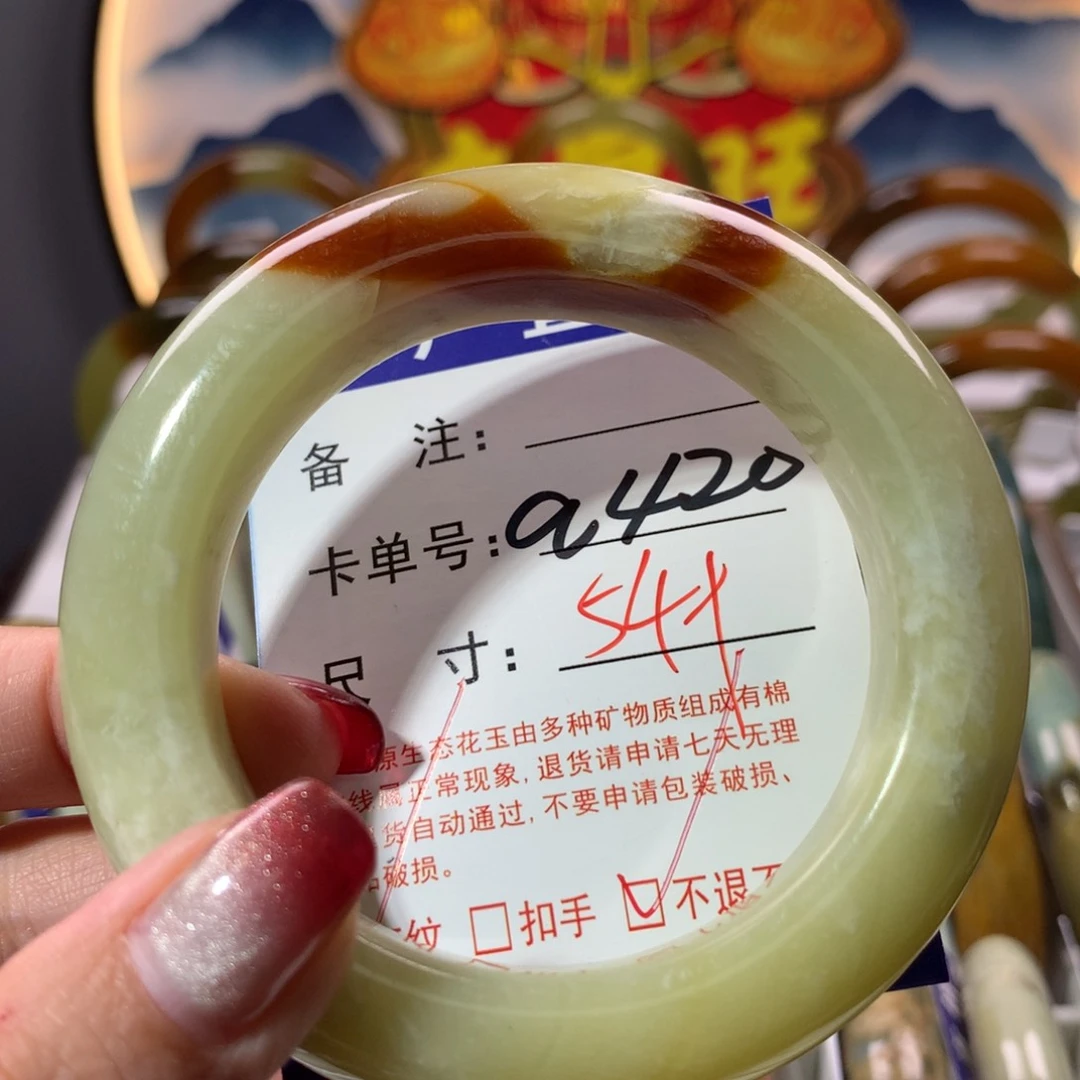 旺
备 注：
卡单号：a420
尺 寸：54
原生态花玉由多种矿物质组成有棉
线属正常现象，退货请申请七天无理
货自动通过，不要申请包装破损、
破损。
纹 □扣手 ☑不退不